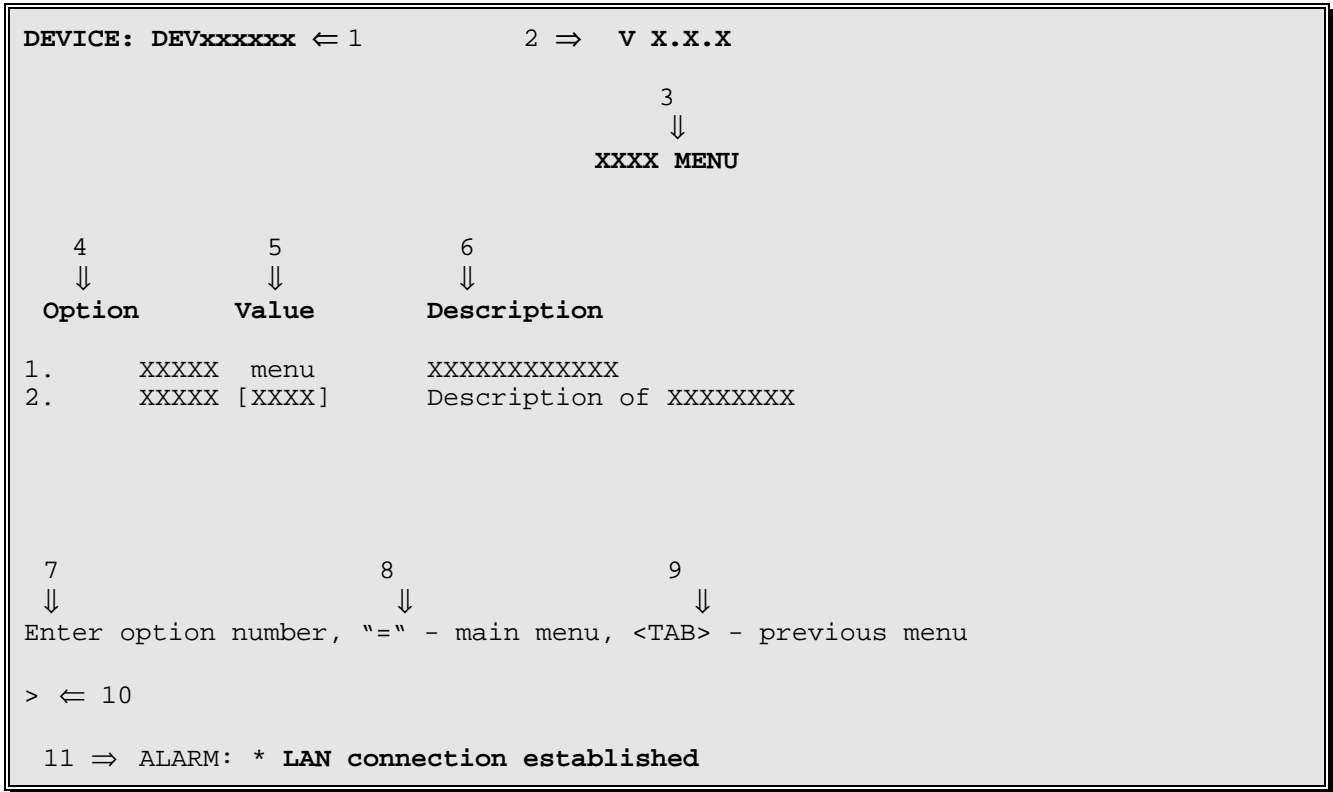 DEVICE: DEVxxxxxx ⇐ 1 2 ⇒ V X.X.X
3
⇓
XXXX MENU
4 5 6
⇓ ⇓ ⇓
Option Value Description
1. XXXXX menu XXXXXXXXXXXX
2. XXXXX [XXXX] Description of XXXXXXXX
7 8 9
⇓ ⇓ ⇓
Enter option number, “=“ - main menu, <TAB> - previous menu
> ⇐ 10
11 ⇒ ALARM: * LAN connection established